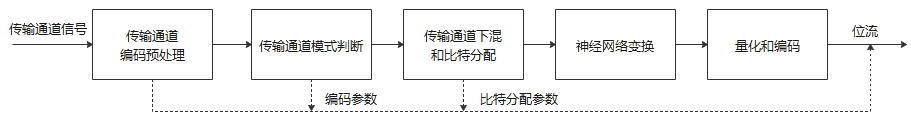 传输通道信号
传输通道
编码预处理
传输通道模式判断
传输通道下混
和比特分配
神经网络变换
量化和编码
位流
编码参数
比特分配参数